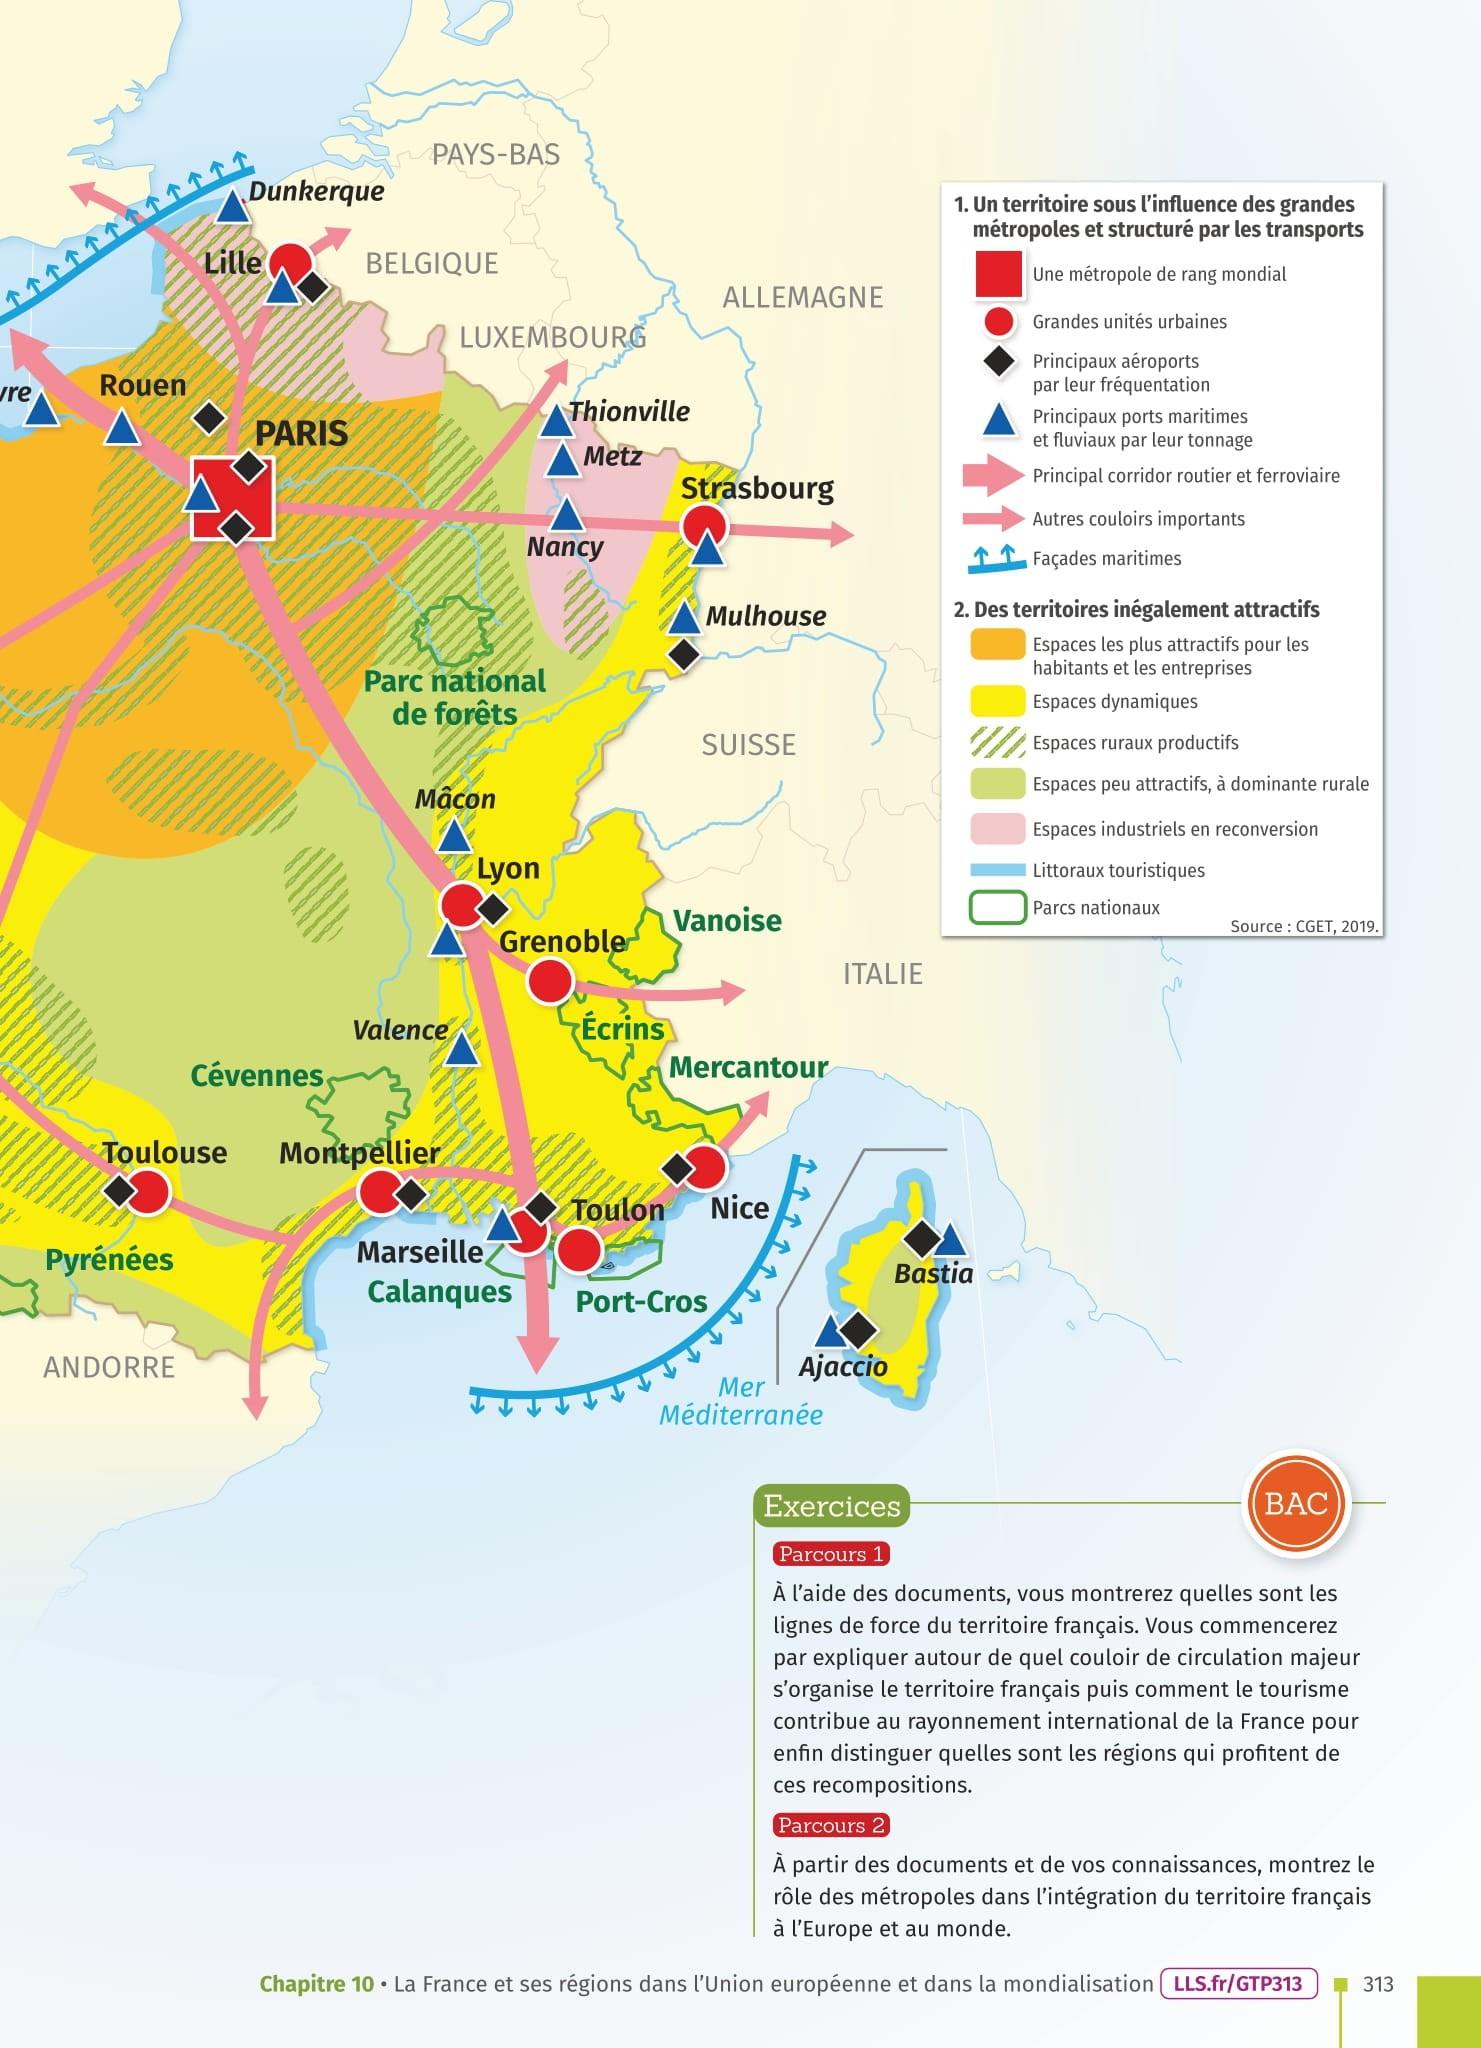 PAYS-BAS
Dunkerque
Lille
BELGIQUE
ALLEMAGNE
LUXEMBOURG
vre
Rouen
Thionville
PARIS
Metz
Strasbourg
Nancy
Mulhouse
Parc national
de forêts
SUISSE
Mâcon
Lyon
Vanoise
Grenoble
ITALIE
Valence
Écrins
Cévennes
Mercantour
Toulouse
Montpellier
Toulon
Nice
Marseille
Pyrénées
Calanques
Port-Cros
Bastia
Ajaccio
ANDORRE
Mer
Méditerranée
1. Un territoire sous l’influence des grandes
métropoles et structuré par les transports
Une métropole de rang mondial
Grandes unités urbaines
Principaux aéroports
par leur fréquentation
Principaux ports maritimes
et fluviaux par leur tonnage
Principal corridor routier et ferroviaire
Autres couloirs importants
Façades maritimes
2. Des territoires inégalement attractifs
Espaces les plus attractifs pour les
habitants et les entreprises
Espaces dynamiques
Espaces ruraux productifs
Espaces peu attractifs, à dominante rurale
Espaces industriels en reconversion
Littoraux touristiques
Parcs nationaux
Source : CGET, 2019.
Exercices
BAC
Parcours 1
À l’aide des documents, vous montrerez quelles sont les
lignes de force du territoire français. Vous commencerez
par expliquer autour de quel couloir de circulation majeur
s’organise le territoire français puis comment le tourisme
contribue au rayonnement international de la France pour
enfin distinguer quelles sont les régions qui profitent de
ces recompositions.
Parcours 2
À partir des documents et de vos connaissances, montrez le
rôle des métropoles dans l’intégration du territoire français
à l’Europe et au monde.
Chapitre 10 • La France et ses régions dans l’Union européenne et dans la mondialisation LLS.fr/GTP313 313